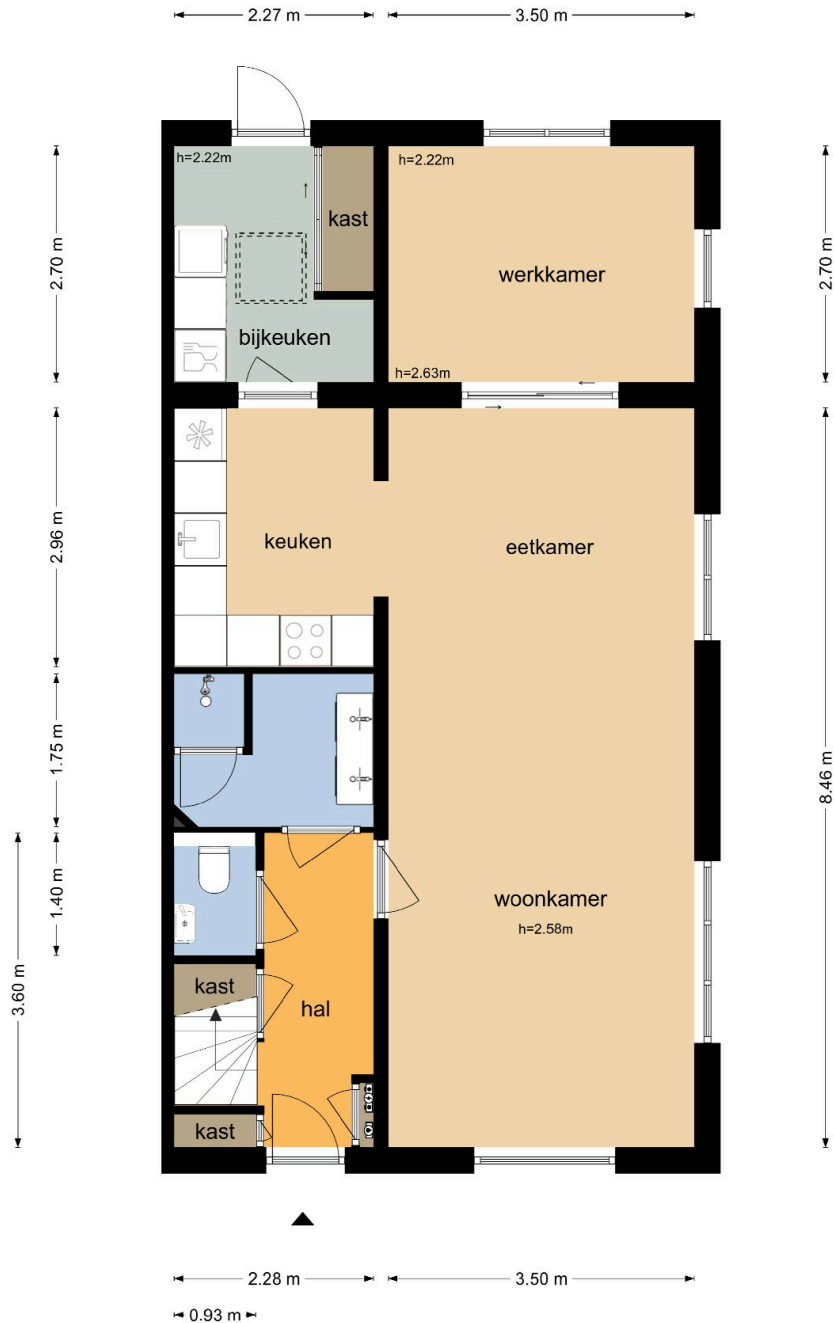 2.27 m
3.50 m
h=2.22m
h=2.22m
kast
2.70 m
2.70 m
werkkamer
bijkeuken
h=2.63m
2.96 m
keuken
eetkamer
1.75 m
8.46 m
1.40 m
woonkamer
h=2.58m
3.60 m
kast
hal
kast
2.28 m
3.50 m
0.93 m